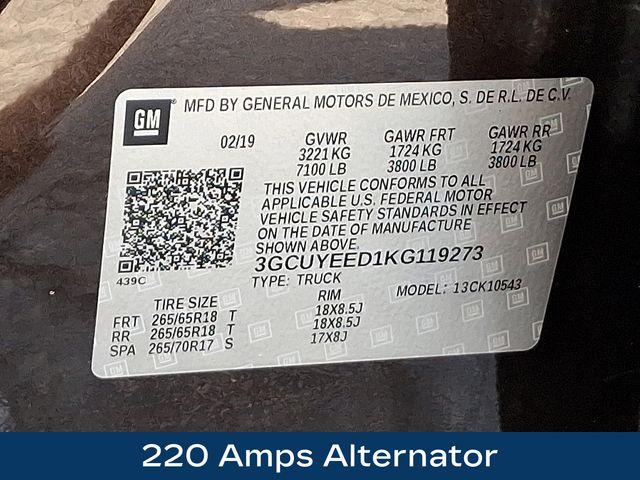 GM
MFD BY GENERAL MOTORS DE MEXICO, S. DE R.L. DE C.V.
02/19 GVWR GAWR FRT GAWR RR
3221 KG 1724 KG 1724 KG
7100 LB 3800 LB 3800 LB
THIS VEHICLE CONFORMS TO ALL
APPLICABLE U.S. FEDERAL MOTOR
VEHICLE SAFETY STANDARDS IN EFFECT
ON THE DATE OF MANUFACTURE
SHOWN ABOVE.
3GCUYEED1KG119273
439C
TYPE: TRUCK MODEL: 13CK10543
TIRE SIZE RIM
FRT 265/65R18 T 18X8.5J
RR 265/65R18 T 18X8.5J
SPA 265/70R17 S 17X8J
220 Amps Alternator